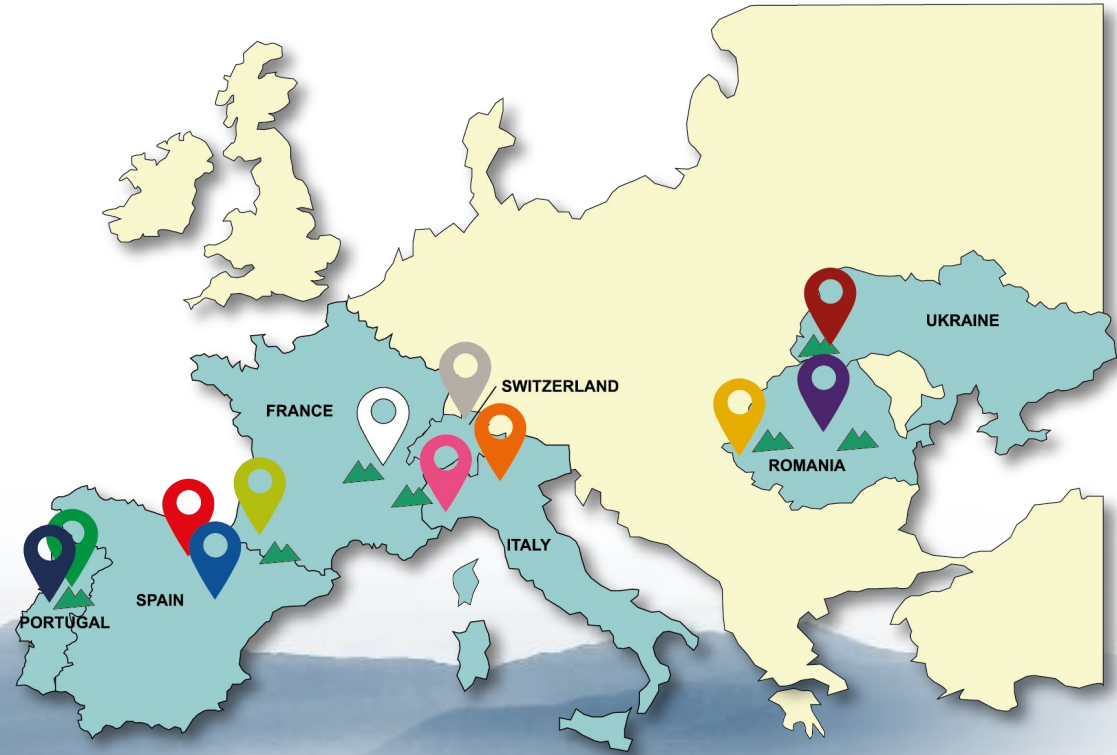 UKRAINE
SWITZERLAND
FRANCE
ROMANIA
ITALY
SPAIN
PORTUGAL